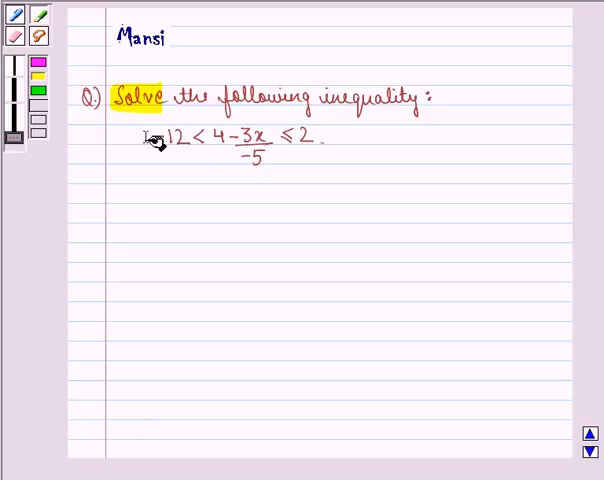 Mansi
Q.) Solve the following inequality:
-12 < 4 - 3x/-5 ≤ 2.